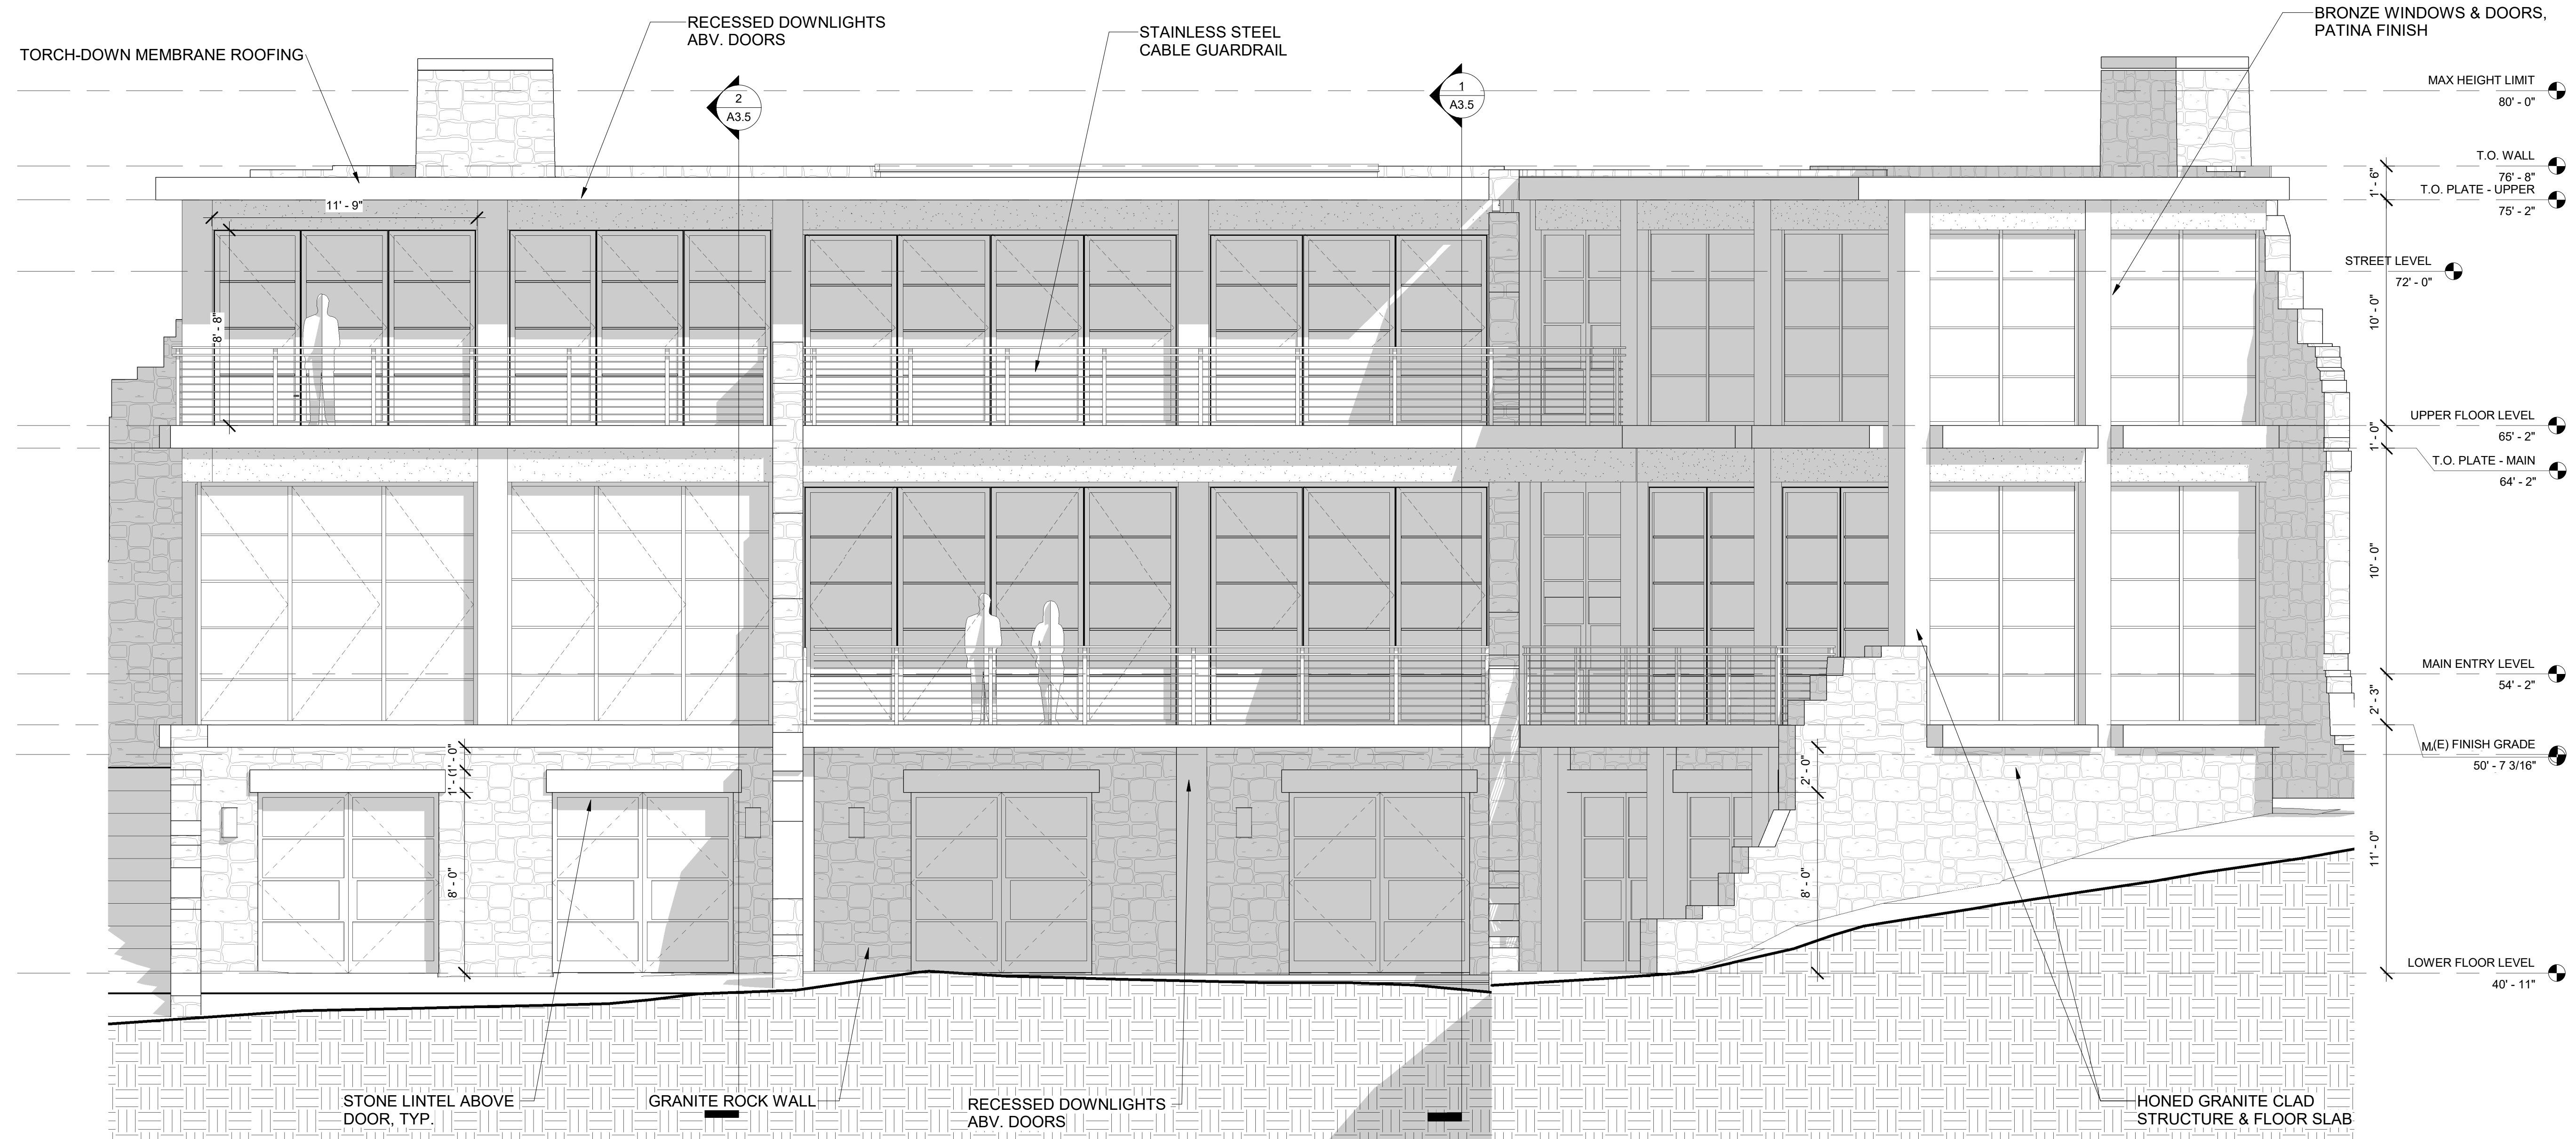 RECESSED DOWNLIGHTS
ABV. DOORS
STAINLESS STEEL
CABLE GUARDRAIL
BRONZE WINDOWS & DOORS,
PATINA FINISH
TORCH-DOWN MEMBRANE ROOFING
2
A3.5
1
A3.5
MAX HEIGHT LIMIT
80' - 0"
T.O. WALL
76' - 8"
1' - 6"
T.O. PLATE - UPPER
75' - 2"
11' - 9"
8' - 8"
STREET LEVEL
72' - 0"
10' - 0"
UPPER FLOOR LEVEL
65' - 2"
1' - 0"
T.O. PLATE - MAIN
64' - 2"
10' - 0"
MAIN ENTRY LEVEL
54' - 2"
2' - 3"
(E) FINISH GRADE
50' - 7 3/16"
1' - 0"
2' - 0"
8' - 0"
8' - 0"
11' - 0"
LOWER FLOOR LEVEL
40' - 11"
STONE LINTEL ABOVE
DOOR, TYP.
GRANITE ROCK WALL
RECESSED DOWNLIGHTS
ABV. DOORS
HONED GRANITE CLAD
STRUCTURE & FLOOR SLAB